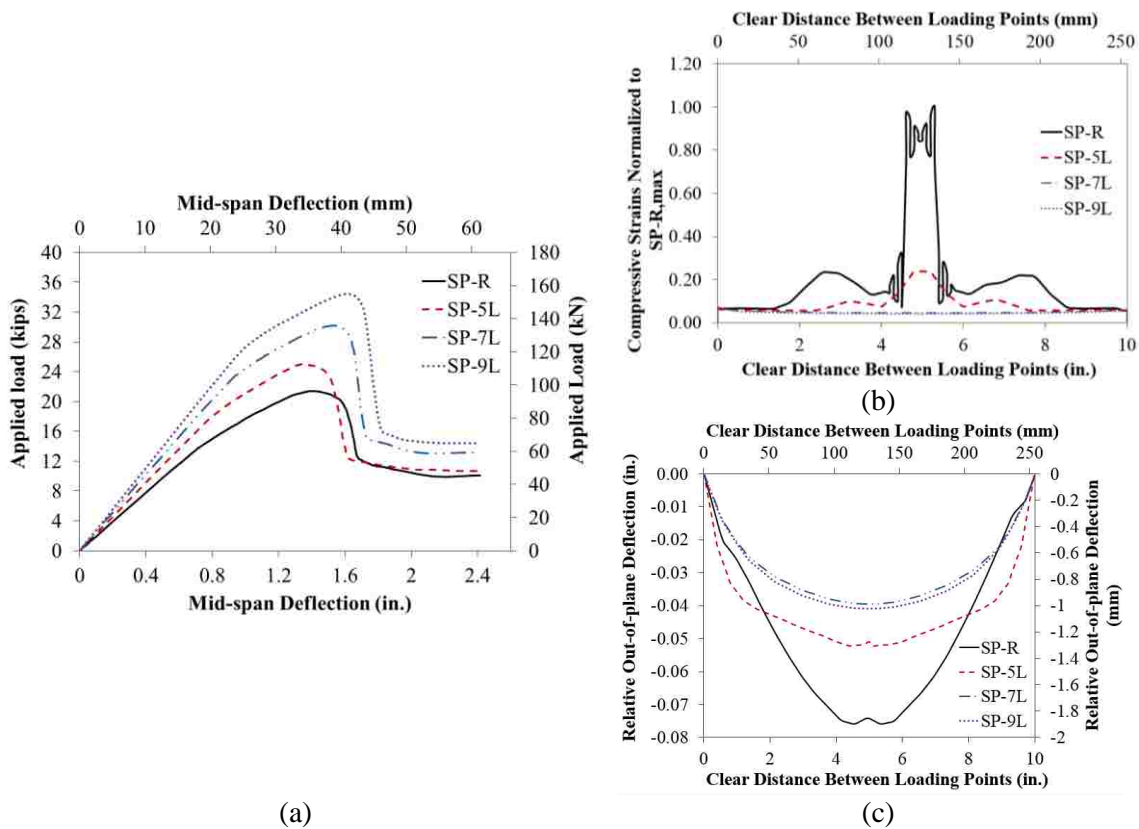 Mid-span Deflection (mm)
0 10 20 30 40 50 60
Applied load (kips)
40
36
32
28
24
20
16
12
8
4
0
180
160
140
120
100
80
60
40
20
0
Applied Load (kN)
SP-R
SP-5L
SP-7L
SP-9L
0 0.4 0.8 1.2 1.6 2 2.4
Mid-span Deflection (in.)
(a)
Clear Distance Between Loading Points (mm)
0 50 100 150 200 250
Compressive Strains Normalized to
SP-R,max
1.20
1.00
0.80
0.60
0.40
0.20
0.00
SP-R
SP-5L
SP-7L
SP-9L
0 2 4 6 8 10
Clear Distance Between Loading Points (in.)
(b)
Clear Distance Between Loading Points (mm)
0 50 100 150 200 250
Relative Out-of-plane Deflection (in.)
0.00
-0.01
-0.02
-0.03
-0.04
-0.05
-0.06
-0.07
-0.08
0
-0.2
-0.4
-0.6
-0.8
-1
-1.2
-1.4
-1.6
-1.8
-2
Relative Out-of-plane Deflection
(mm)
SP-R
SP-5L
SP-7L
SP-9L
0 2 4 6 8 10
Clear Distance Between Loading Points (in.)
(c)